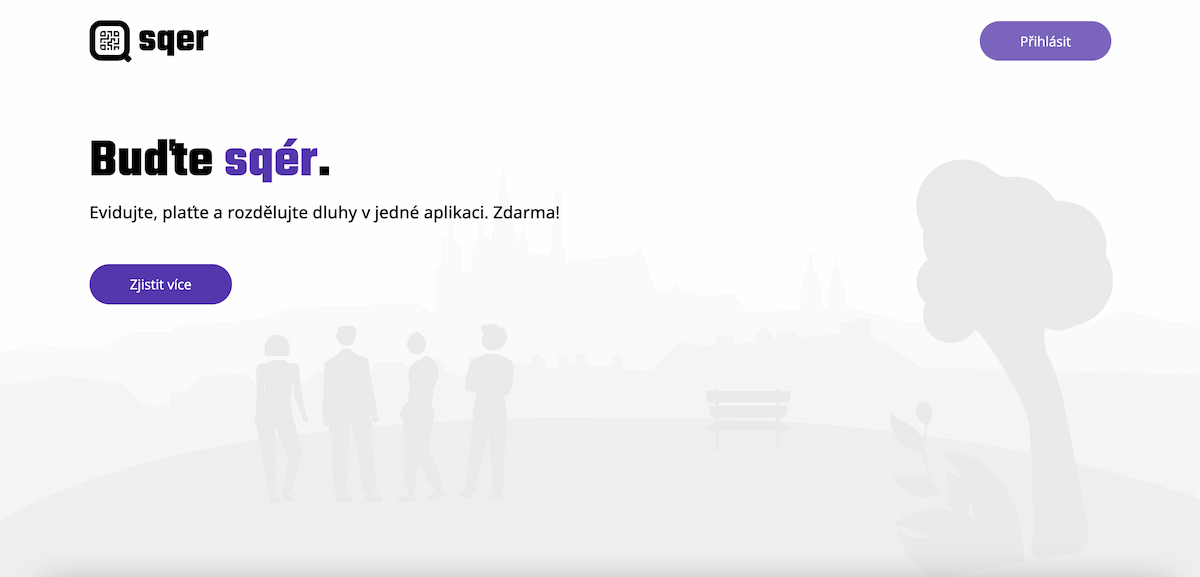 sqer
Přihlásit
Buďte sqér.
Evidujte, plaťte a rozdělujte dluhy v jedné aplikaci. Zdarma!
Zjistit více